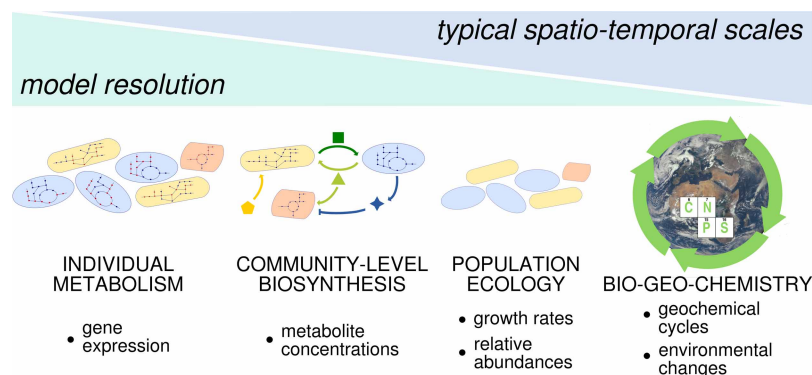 typical spatio-temporal scales
model resolution
C N
P S
INDIVIDUAL
METABOLISM
• gene
expression
COMMUNITY-LEVEL
BIOSYNTHESIS
• metabolite
concentrations
POPULATION
ECOLOGY
• growth rates
• relative
abundances
BIO-GEO-CHEMISTRY
• geochemical
cycles
• environmental
changes